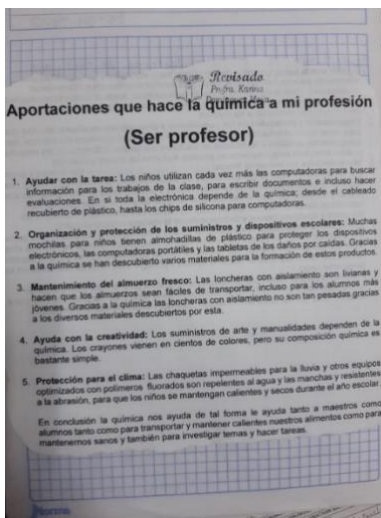 Revisado
Profra. Karina
Aportaciones que hace la química a mi profesión
(Ser profesor)
1. Ayudar con la tarea: Los niños utilizan cada vez más las computadoras para buscar
información para los trabajos de la clase, para escribir documentos e incluso hacer
evaluaciones. En si toda la electrónica depende de la química; desde el cableado
recubierto de plástico, hasta los chips de silicona para computadoras.
2. Organización y protección de los suministros y dispositivos escolares: Muchas
mochilas para niños tienen almohadillas de plástico para proteger los dispositivos
electrónicos, las computadoras portátiles y las tabletas de los daños por caídas. Gracias
a la química se han descubierto varios materiales para la formación de estos productos.
3. Mantenimiento del almuerzo fresco: Las loncheras con aislamiento son livianas y
hacen que los almuerzos sean fáciles de transportar, incluso para los alumnos más
jóvenes. Gracias a la química las loncheras con aislamiento no son tan pesadas gracias
a los diversos materiales descubiertos por esta.
4. Ayuda con la creatividad: Los suministros de arte y manualidades dependen de la
química. Los crayones vienen en cientos de colores, pero su composición química es
bastante simple.
5. Protección para el clima: Las chaquetas impermeables para la lluvia y otros equipos
optimizados con polímeros fluorados son repelentes al agua y las manchas y resistentes
a la abrasión, para que los niños se mantengan calientes y secos durante el año escolar.
En conclusión la química nos ayuda de tal forma le ayuda tanto a maestros como
alumnos tanto como para transportar y mantener calientes nuestros alimentos como para
mantenernos sanos y también para investigar temas y hacer tareas.
Norma